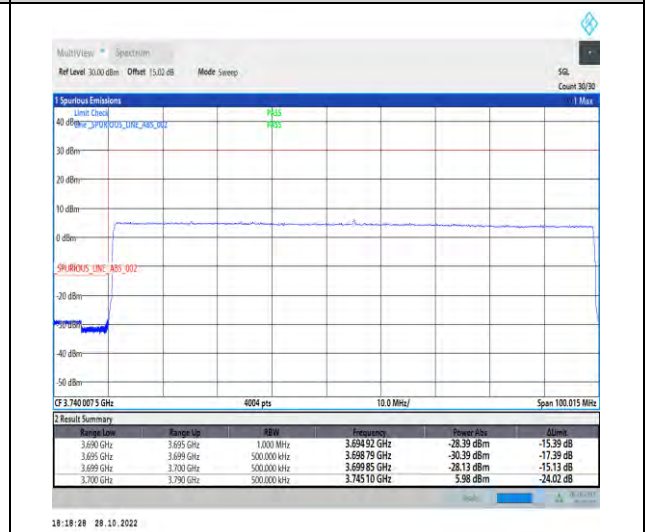 MultiView Spectrum
Ref Level 30.00 dBm Offset 15.02 dB Mode Sweep SGL
Count 30/30
1 Spurious Emissions 1 Max
Limit Check PASS
40 dBm Line _SPURIOUS_LINE_ABS_002 PASS
30 dBm
20 dBm
10 dBm
0 dBm
_SPURIOUS_LINE_ABS_002
-20 dBm
-30 dBm
-40 dBm
-50 dBm
CF 3.740 007 5 GHz 4004 pts 10.0 MHz/ Span 100.015 MHz
2 Result Summary
Range Low Range Up RBW Frequency Power Abs ΔLimit
3.690 GHz 3.695 GHz 1.000 MHz 3.694 92 GHz -28.39 dBm -15.39 dB
3.695 GHz 3.699 GHz 500.000 kHz 3.698 79 GHz -30.39 dBm -17.39 dB
3.699 GHz 3.700 GHz 500.000 kHz 3.699 85 GHz -28.13 dBm -15.13 dB
3.700 GHz 3.790 GHz 500.000 kHz 3.745 10 GHz 5.98 dBm -24.02 dB
18:18:28 28.10.2022